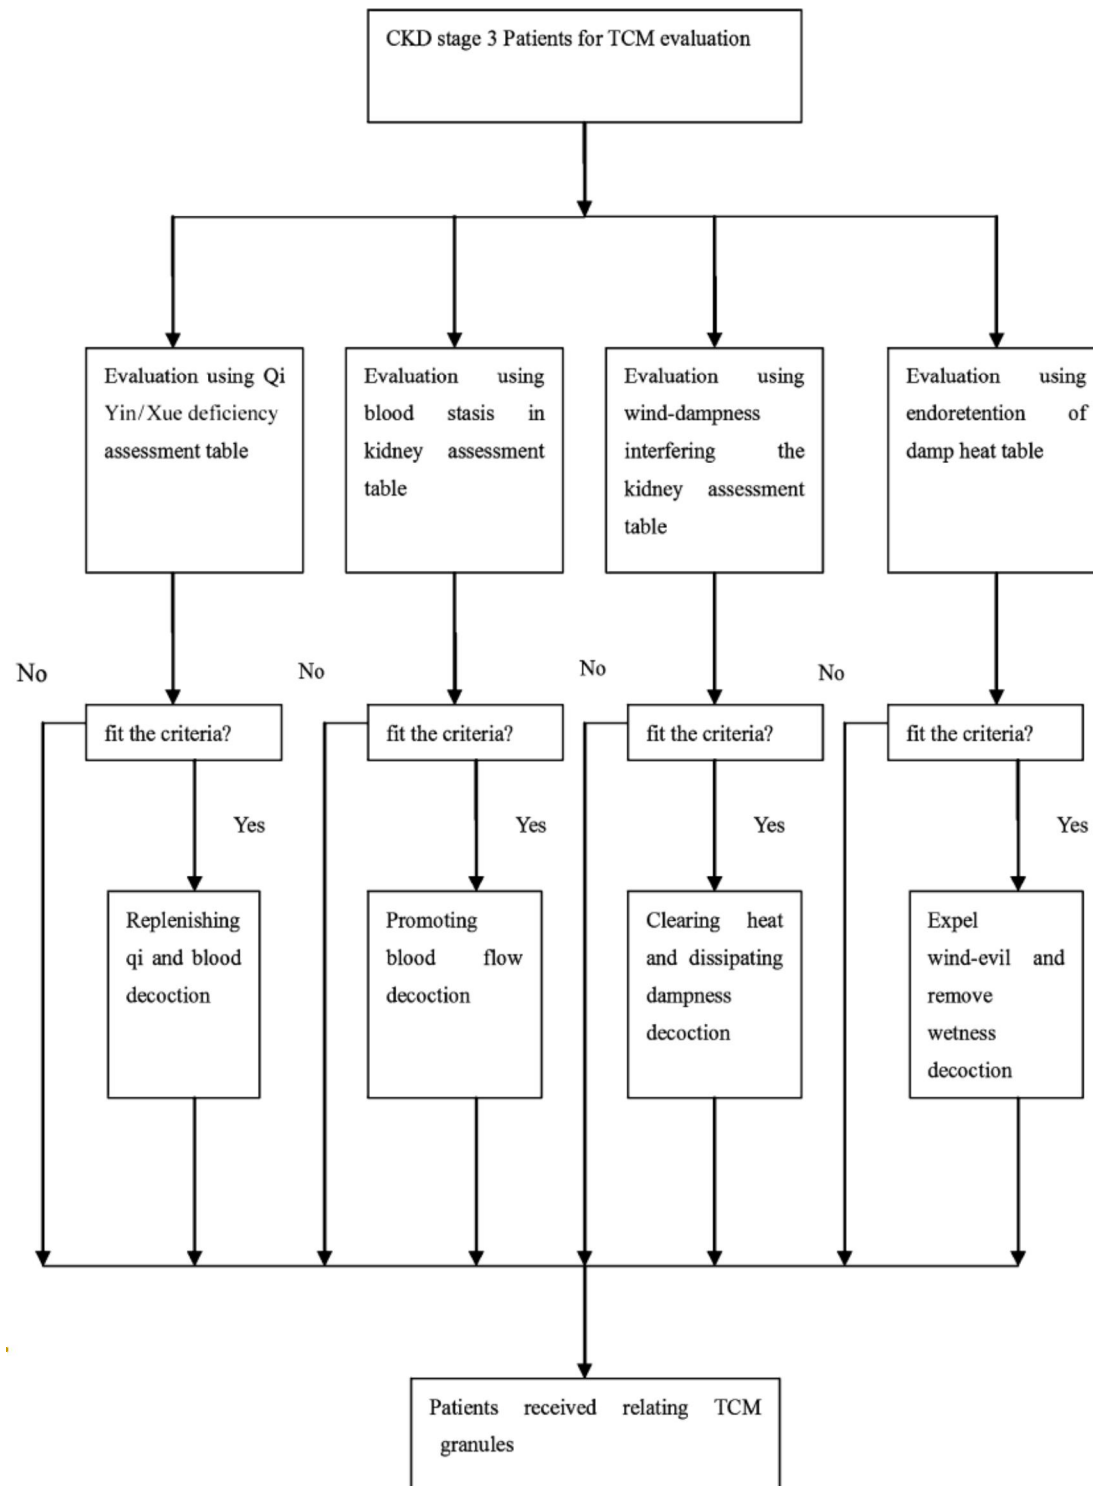 CKD stage 3 Patients for TCM evaluation
Evaluation using Qi
Yin/Xue deficiency
assessment table
Evaluation using
blood stasis in
kidney assessment
table
Evaluation using
wind-dampness
interfering the
kidney assessment
table
Evaluation using
endoretention of
damp heat table
No
No
No
No
fit the criteria?
fit the criteria?
fit the criteria?
fit the criteria?
Yes
Yes
Yes
Yes
Replenishing
qi and blood
decoction
Promoting
blood flow
decoction
Clearing heat
and dissipating
dampness
decoction
Expel
wind-evil and
remove
wetness
decoction
Patients received relating TCM
granules